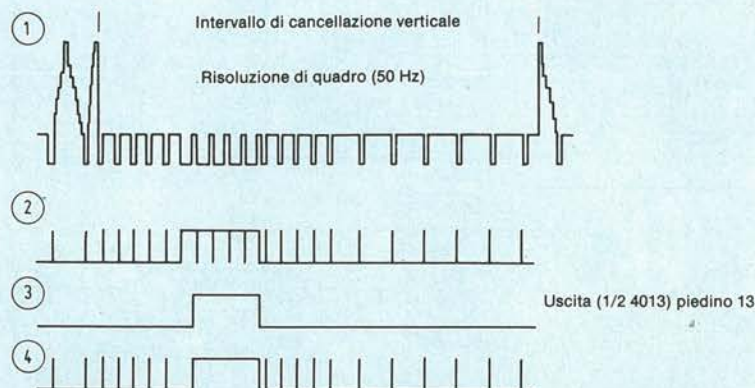 1
Intervallo di cancellazione verticale
Risoluzione di quadro (50 Hz)
2
3
Uscita (1/2 4013) piedino 13
4